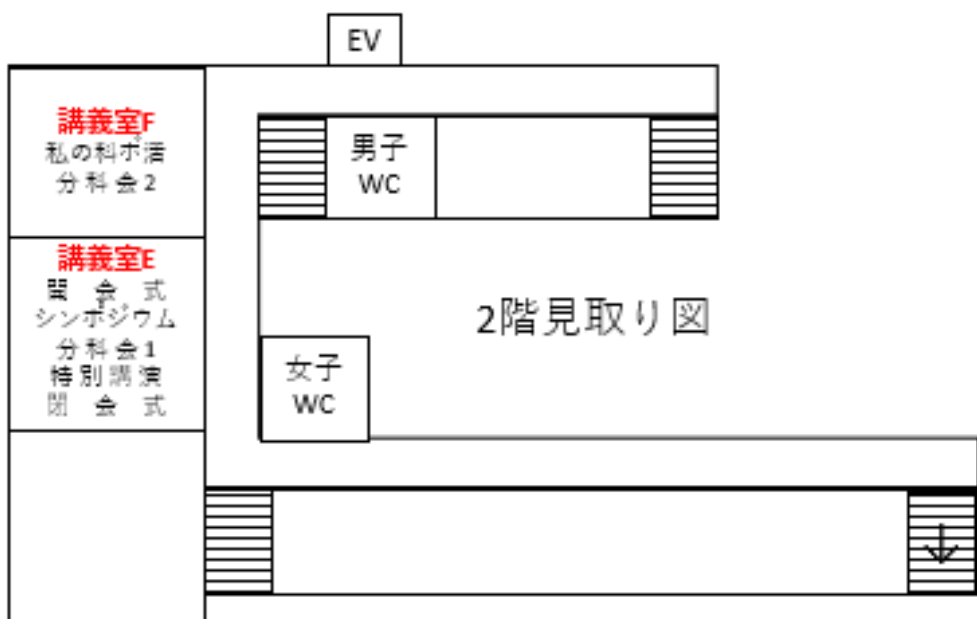 EV
講義室F
私の科ポ活
分科会2
男子
WC
講義室E
開会式
シンポジウム
分科会1
特別講演
閉会式
2階見取り図
女子
WC